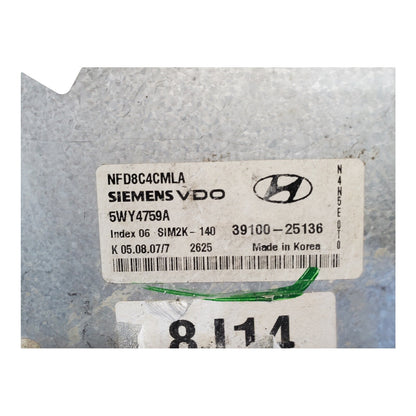 NFD8C4CMLA
SIEMENS VDO
5WY4759A
Index 06 SIM2K-140 39100-25136
K 05.08.07/7 2625 Made in Korea
N4N5E0T0
8J14